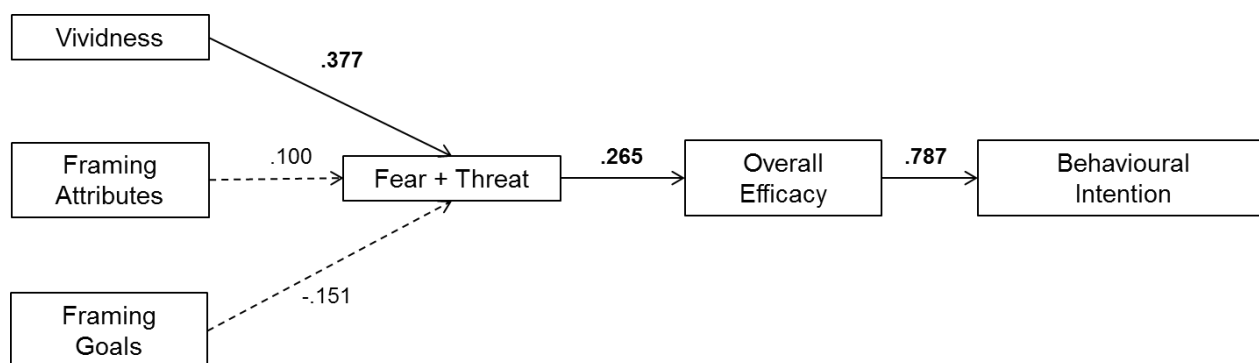 Vividness
.377
Framing
Attributes
.100
Fear + Threat
.265
Overall
Efficacy
.787
Behavioural
Intention
-.151
Framing
Goals